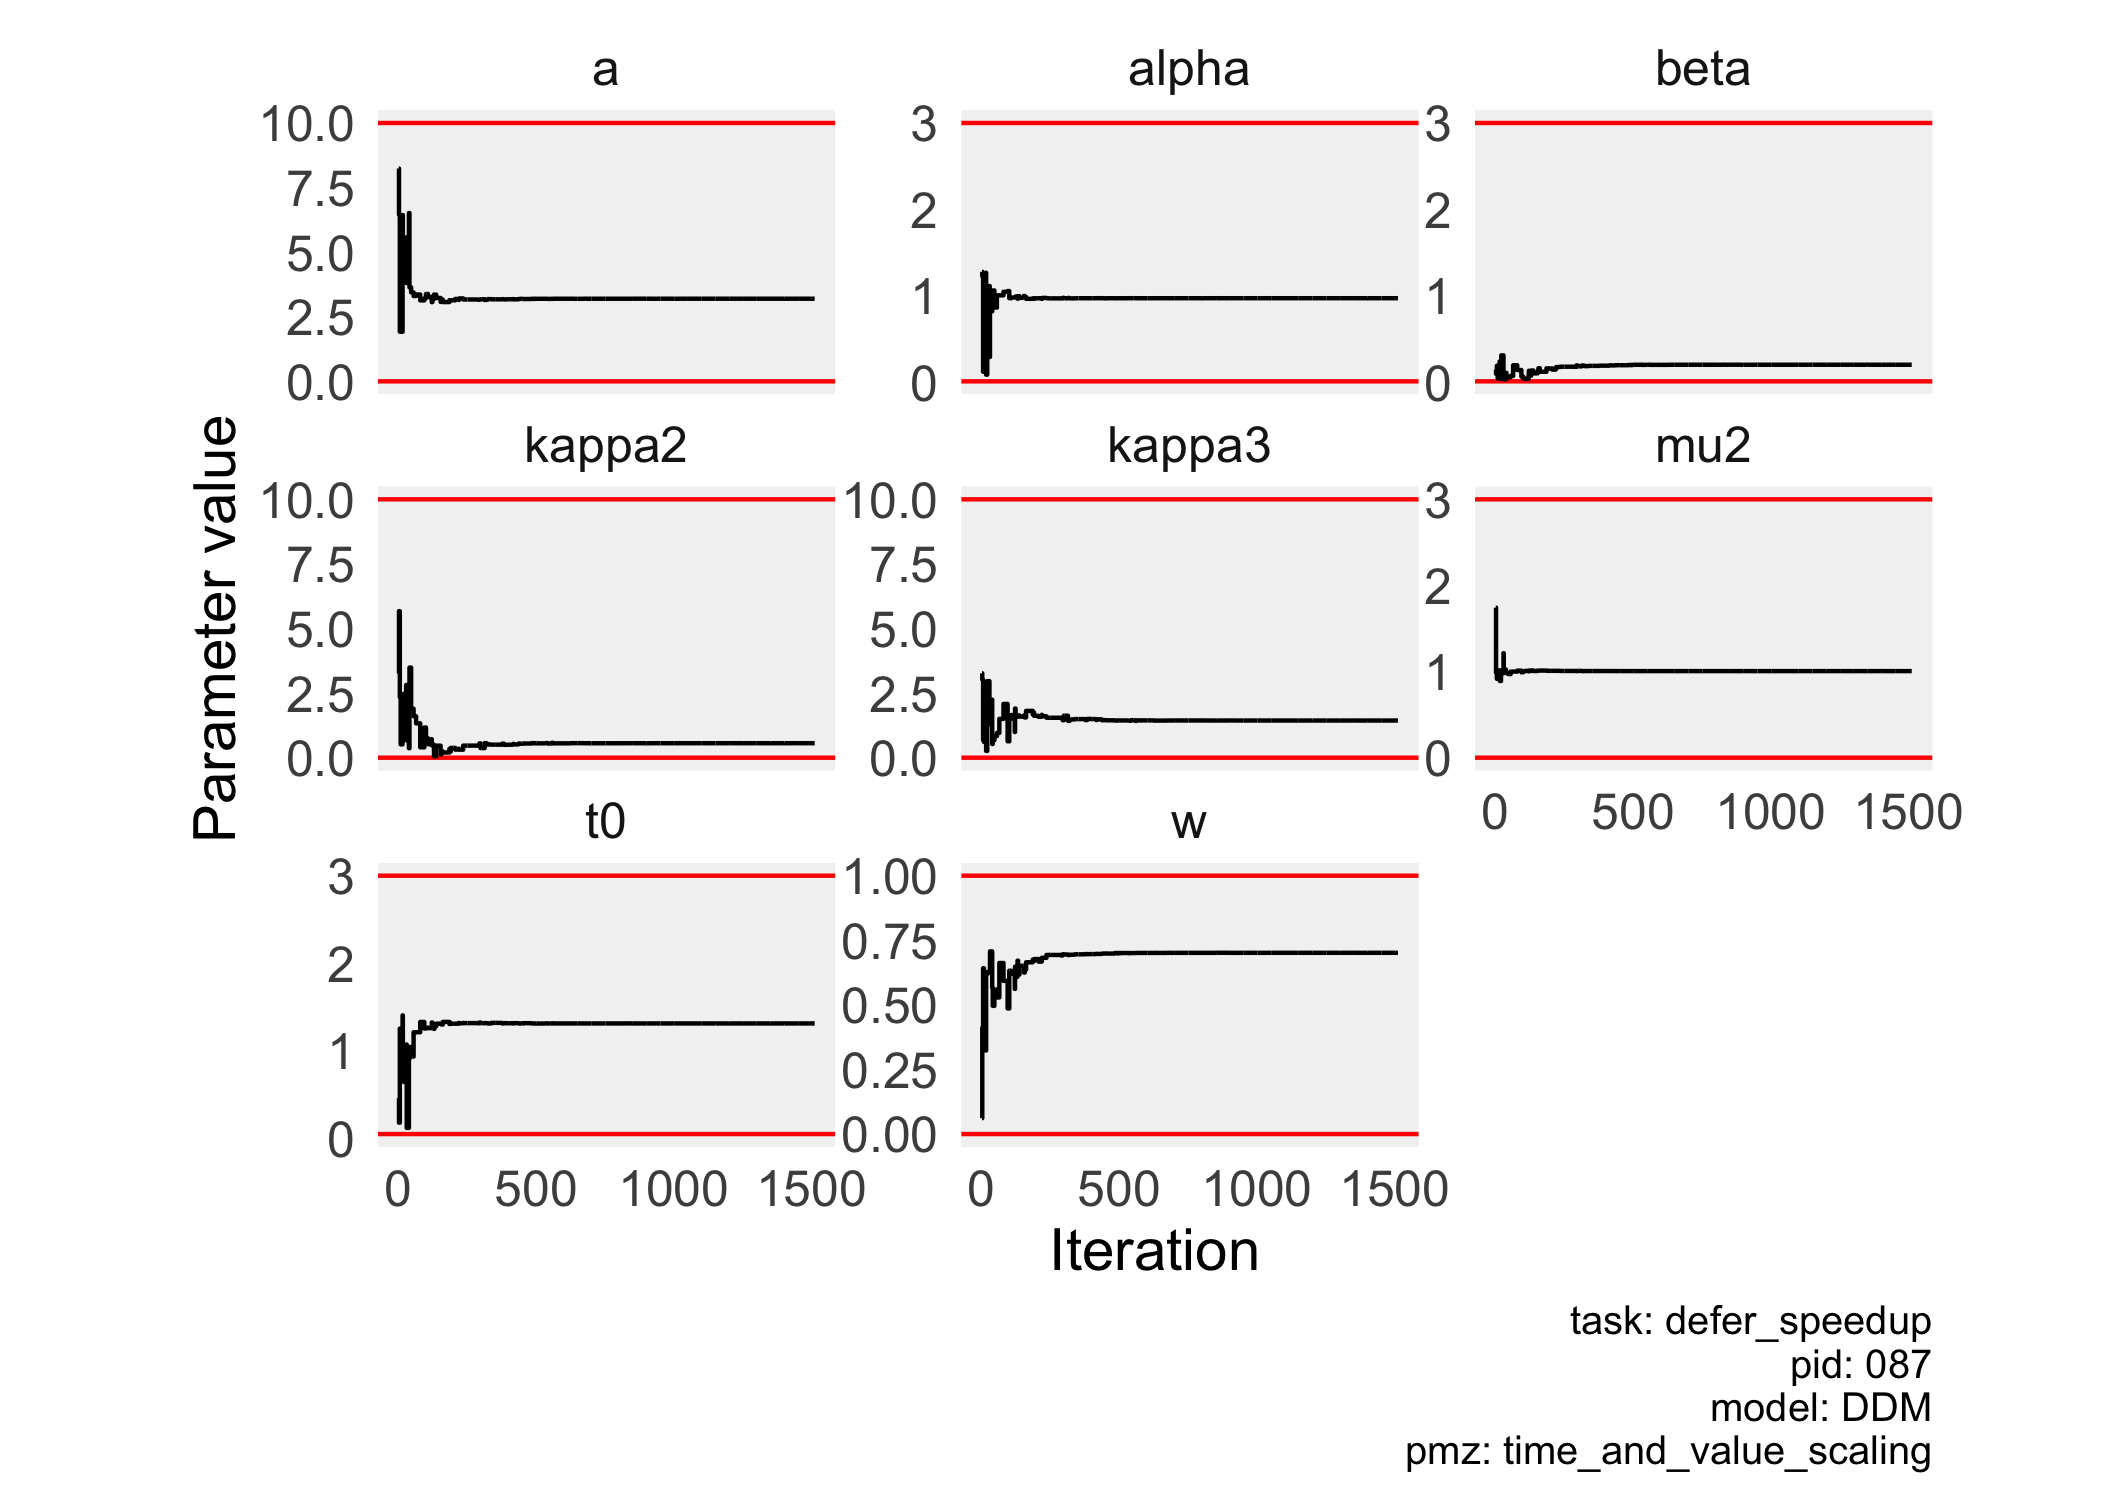 a
alpha
beta
10.0
7.5
5.0
2.5
0.0
3
2
1
0
3
2
1
0
kappa2
kappa3
mu2
10.0
7.5
5.0
2.5
0.0
10.0
7.5
5.0
2.5
0.0
3
2
1
0
0 500 1000 1500
t0
w
3
2
1
0
1.00
0.75
0.50
0.25
0.00
0 500 1000 1500
0 500 1000 1500
Parameter value
Iteration
task: defer_speedup
pid: 087
model: DDM
pmz: time_and_value_scaling